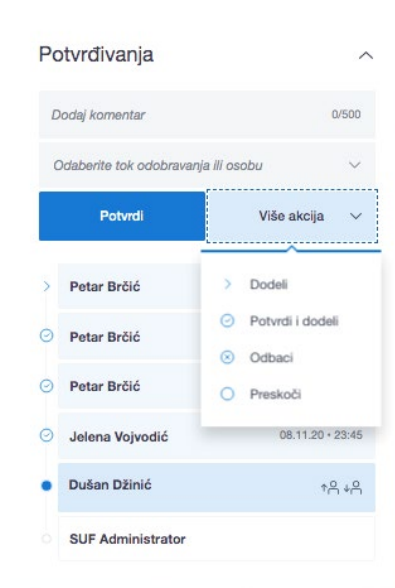 Potvrđivanja
Dodaj komentar 0/500
Odaberite tok odobravanja ili osobu
Potvrdi Više akcija
Petar Brčić Dodeli
Petar Brčić Potvrdi i dodeli
Odbaci
Petar Brčić Preskoči
Jelena Vojvodić 08.11.20 • 23:45
Dušan Džinić
SUF Administrator